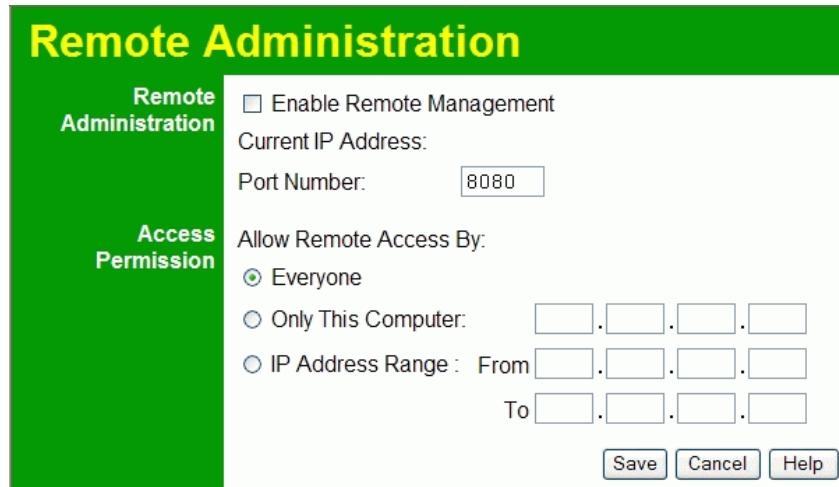 Remote Administration
Remote Administration
Enable Remote Management
Current IP Address:
Port Number: 8080
Access Permission
Allow Remote Access By:
Everyone
Only This Computer: . . .
IP Address Range : From . . .
To . . .
Save Cancel Help